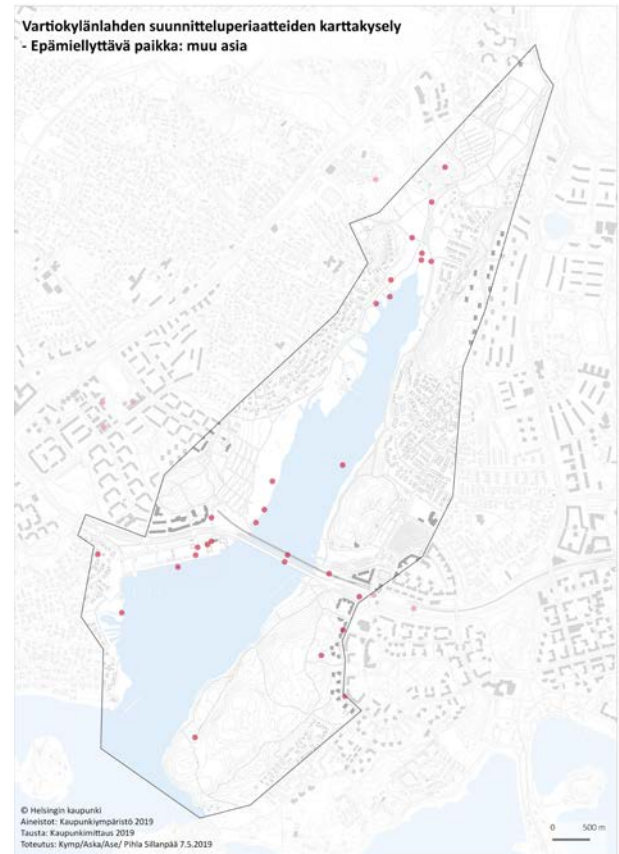 Vartiokylänlahden suunnitteluperiaatteiden karttakysely
- Epämiellyttävä paikka: muu asia
© Helsingin kaupunki
Aineistot: Kaupunkiympäristö 2019
Tausta: Kaupunkimittaus 2019
Toteutus: Kymp/Aska/Ase/ Pihla Sillanpää 7.5.2019
0 500 m